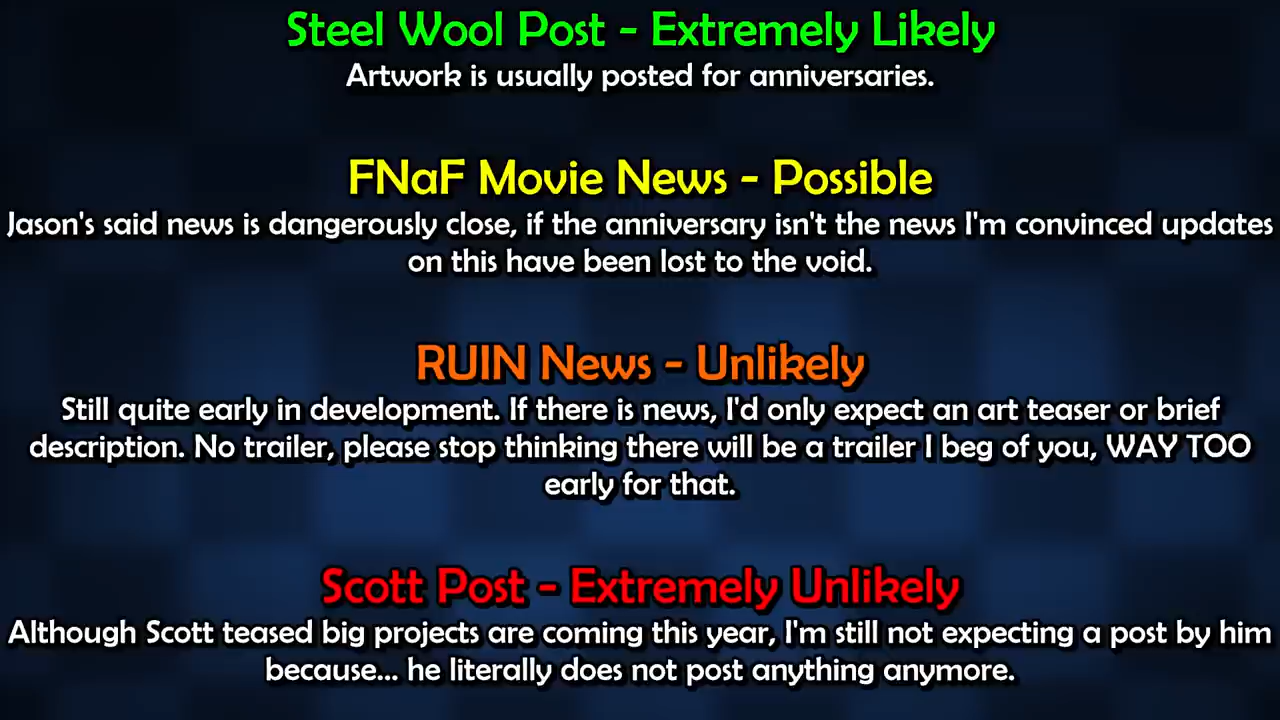 Steel Wool Post - Extremely Likely
Artwork is usually posted for anniversaries.
FNaF Movie News - Possible
Jason's said news is dangerously close, if the anniversary isn't the news I'm convinced updates
on this have been lost to the void.
RUIN News - Unlikely
Still quite early in development. If there is news, I'd only expect an art teaser or brief
description. No trailer, please stop thinking there will be a trailer I beg of you, WAY TOO
early for that.
Scott Post - Extremely Unlikely
Although Scott teased big projects are coming this year, I'm still not expecting a post by him
because... he literally does not post anything anymore.